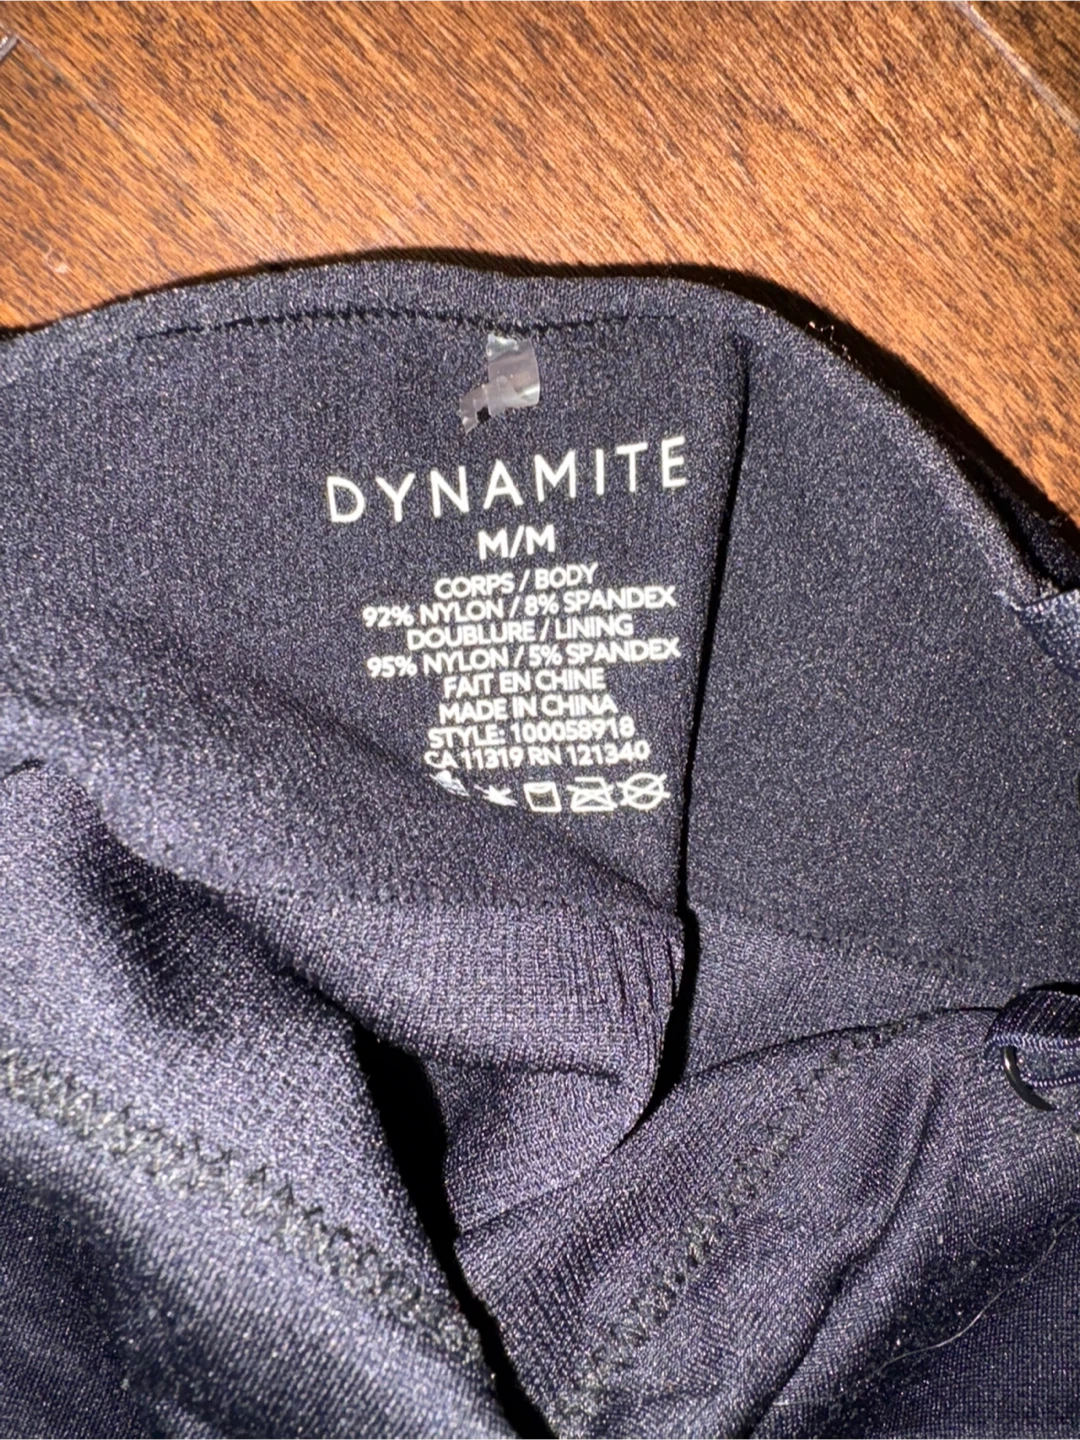 DYNAMITE
M/M
CORPS / BODY
92% NYLON / 8% SPANDEX
DOUBLURE / LINING
95% NYLON / 5% SPANDEX
FAIT EN CHINE
MADE IN CHINA
STYLE: 100058918
CA 11319 RN 121340